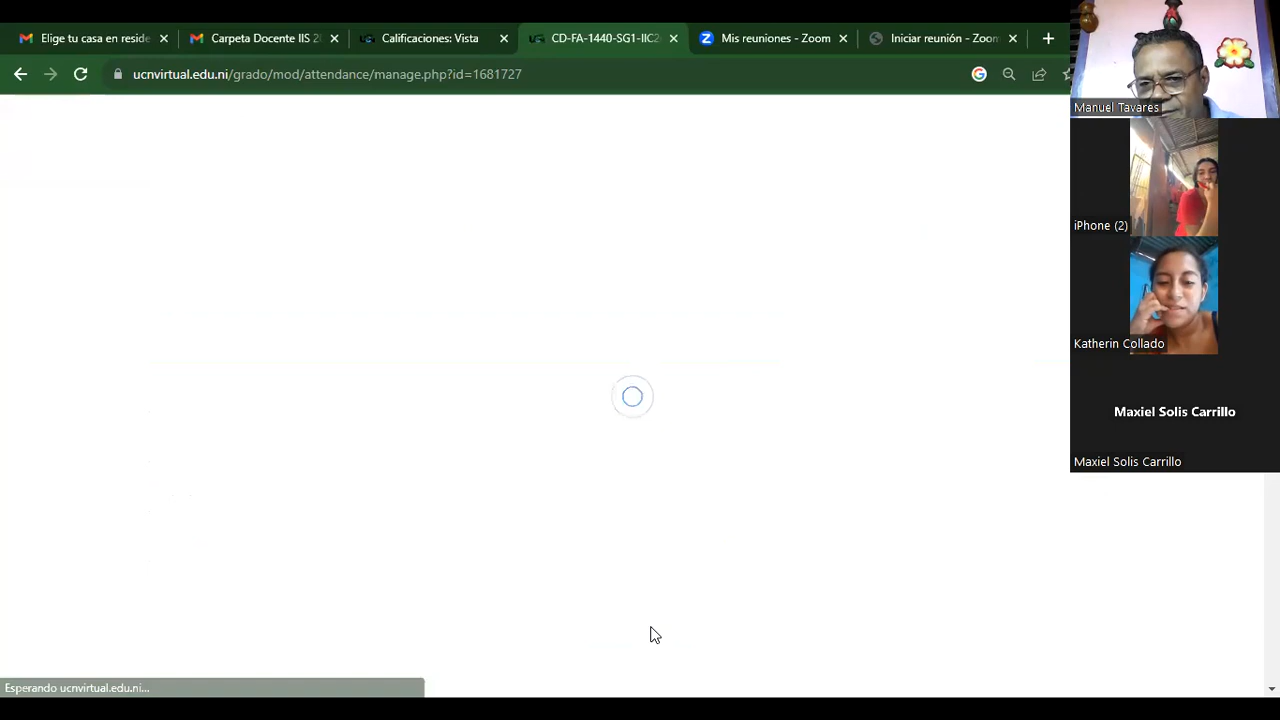 Elige tu casa en reside
Carpeta Docente IIS 2
Calificaciones: Vista
CD-FA-1440-SG1-IIC2
Mis reuniones - Zoom
Iniciar reunión - Zoom
ucnvirtual.edu.ni/grado/mod/attendance/manage.php?id=1681727
Manuel Tavares
iPhone (2)
Katherin Collado
Maxiel Solis Carrillo
Maxiel Solis Carrillo
Esperando ucnvirtual.edu.ni...